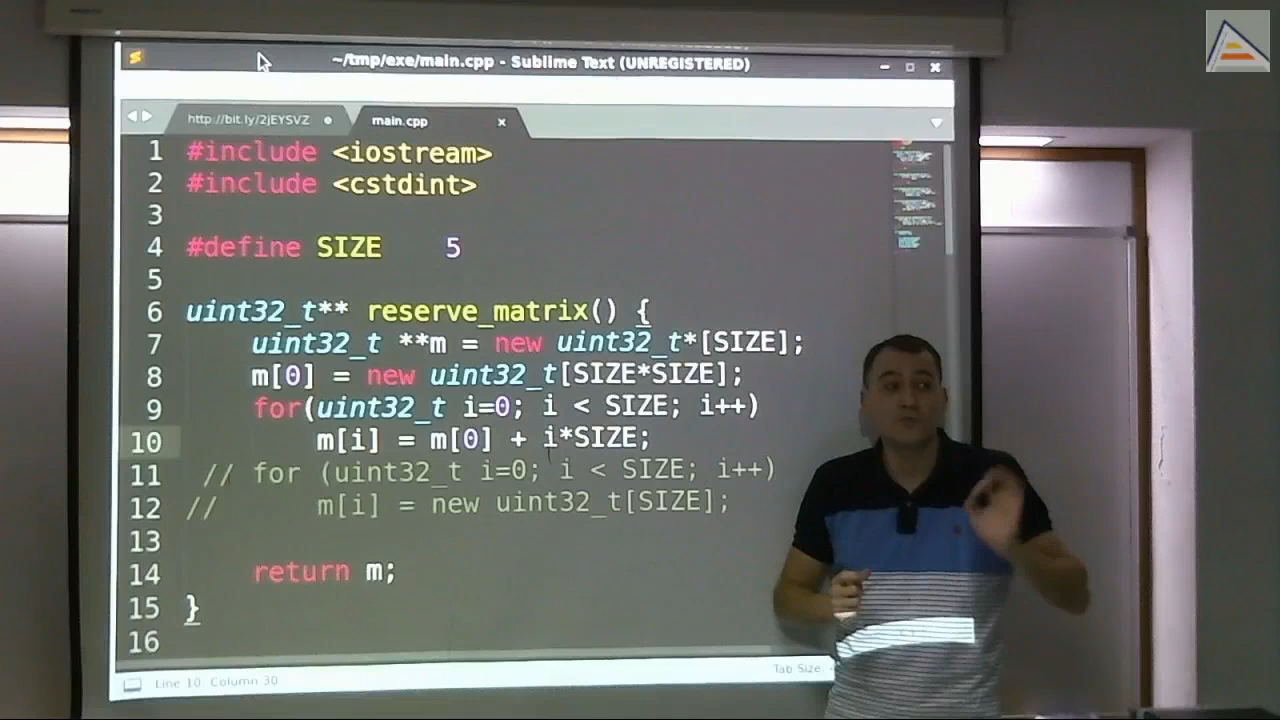 ~/tmp/exe/main.cpp - Sublime Text (UNREGISTERED)
http://bit.ly/2jEYSVZ
main.cpp
1 #include <iostream>
2 #include <cstdint>
3
4 #define SIZE 5
5
6 uint32_t** reserve_matrix() {
7 uint32_t **m = new uint32_t*[SIZE];
8 m[0] = new uint32_t[SIZE*SIZE];
9 for(uint32_t i=0; i < SIZE; i++)
10 m[i] = m[0] + i*SIZE;
11 // for (uint32_t i=0; i < SIZE; i++)
12 // m[i] = new uint32_t[SIZE];
13
14 return m;
15 }
16
Line 10, Column 30
Tab Size